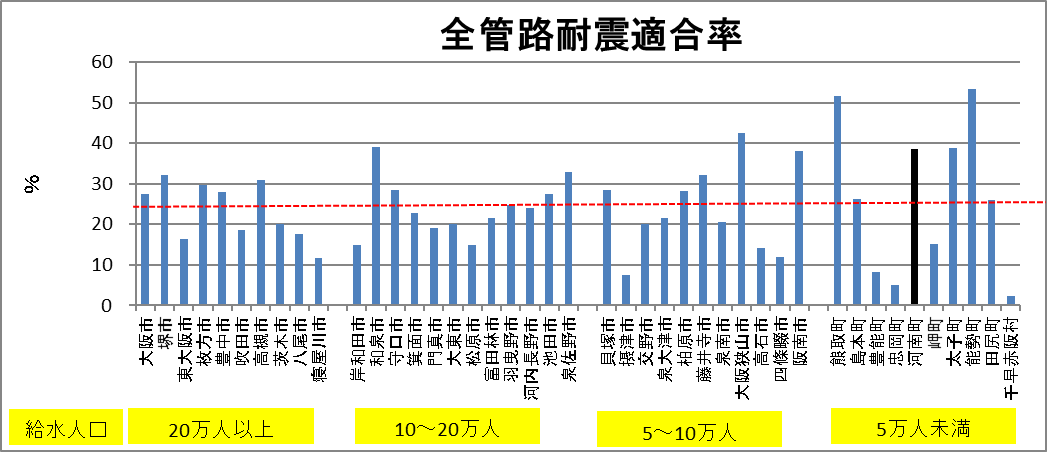 全管路耐震適合率
60
50
40
30
20
10
0
%
大阪市
堺市
東大阪市
枚方市
豊中市
吹田市
高槻市
茨木市
八尾市
寝屋川市
岸和田市
和泉市
守口市
箕面市
門真市
大東市
松原市
富田林市
羽曳野市
河内長野市
池田市
泉佐野市
貝塚市
摂津市
交野市
泉大津市
柏原市
藤井寺市
泉南市
大阪狭山市
高石市
四條畷市
阪南市
熊取町
島本町
豊能町
忠岡町
河南町
岬町
太子町
能勢町
田尻町
千早赤阪村
給水人口
20万人以上
10～20万人
5～10万人
5万人未満